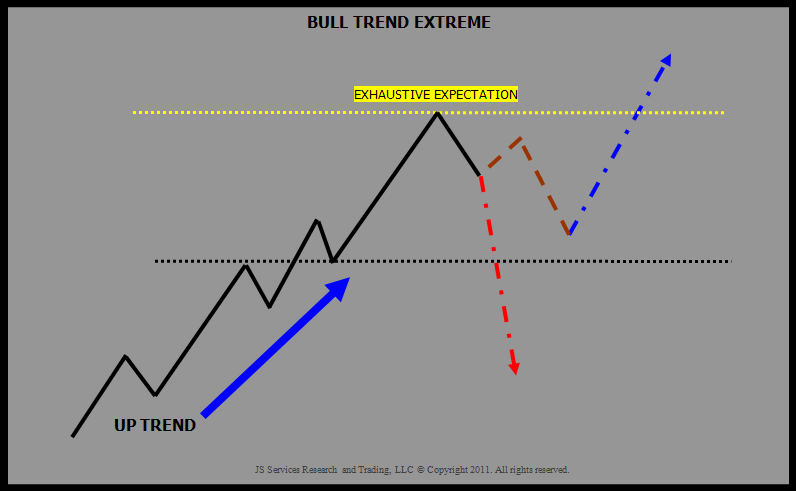 BULL TREND EXTREME
EXHAUSTIVE EXPECTATION
UP TREND
JS Services Research and Trading, LLC © Copyright 2011. All rights reserved.